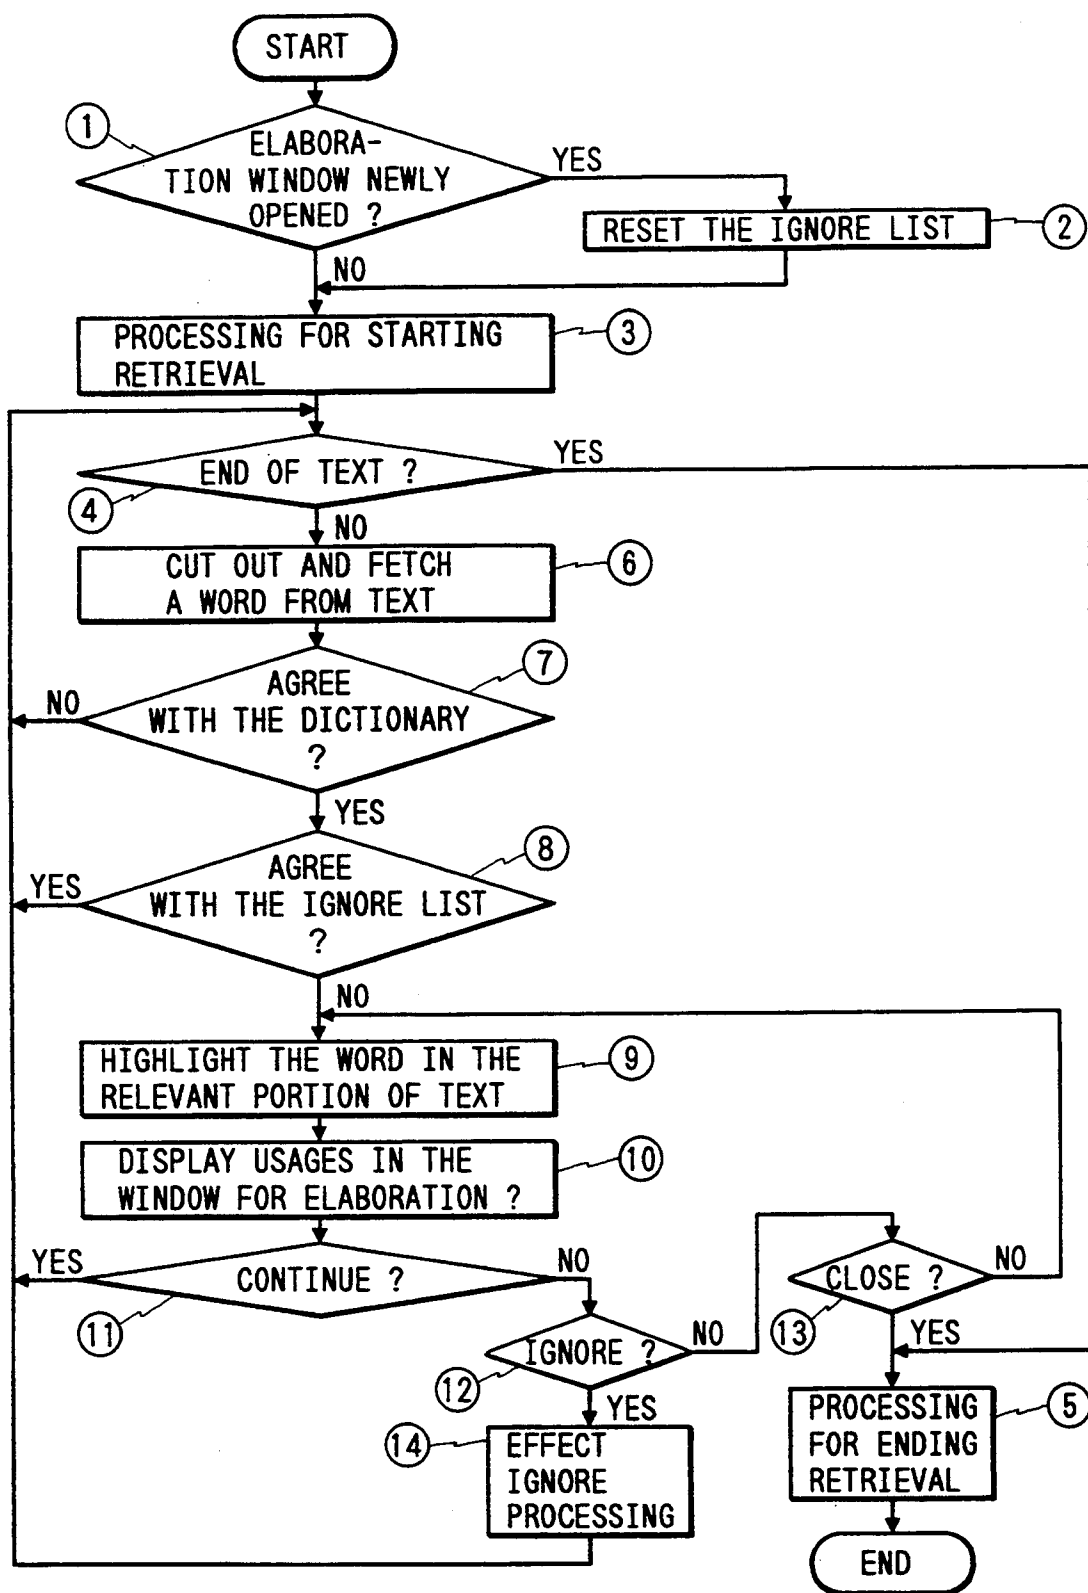 START
1
ELABORA-
TION WINDOW NEWLY
OPENED ?
YES
RESET THE IGNORE LIST
2
NO
PROCESSING FOR STARTING
RETRIEVAL
3
END OF TEXT ?
YES
4
NO
CUT OUT AND FETCH
A WORD FROM TEXT
6
7
AGREE
WITH THE DICTIONARY
?
NO
YES
8
AGREE
WITH THE IGNORE LIST
?
YES
NO
HIGHLIGHT THE WORD IN THE
RELEVANT PORTION OF TEXT
9
DISPLAY USAGES IN THE
WINDOW FOR ELABORATION ?
10
YES
CONTINUE ?
NO
11
CLOSE ?
NO
13
YES
IGNORE ?
NO
12
YES
14
EFFECT
IGNORE
PROCESSING
PROCESSING
FOR ENDING
RETRIEVAL
5
END